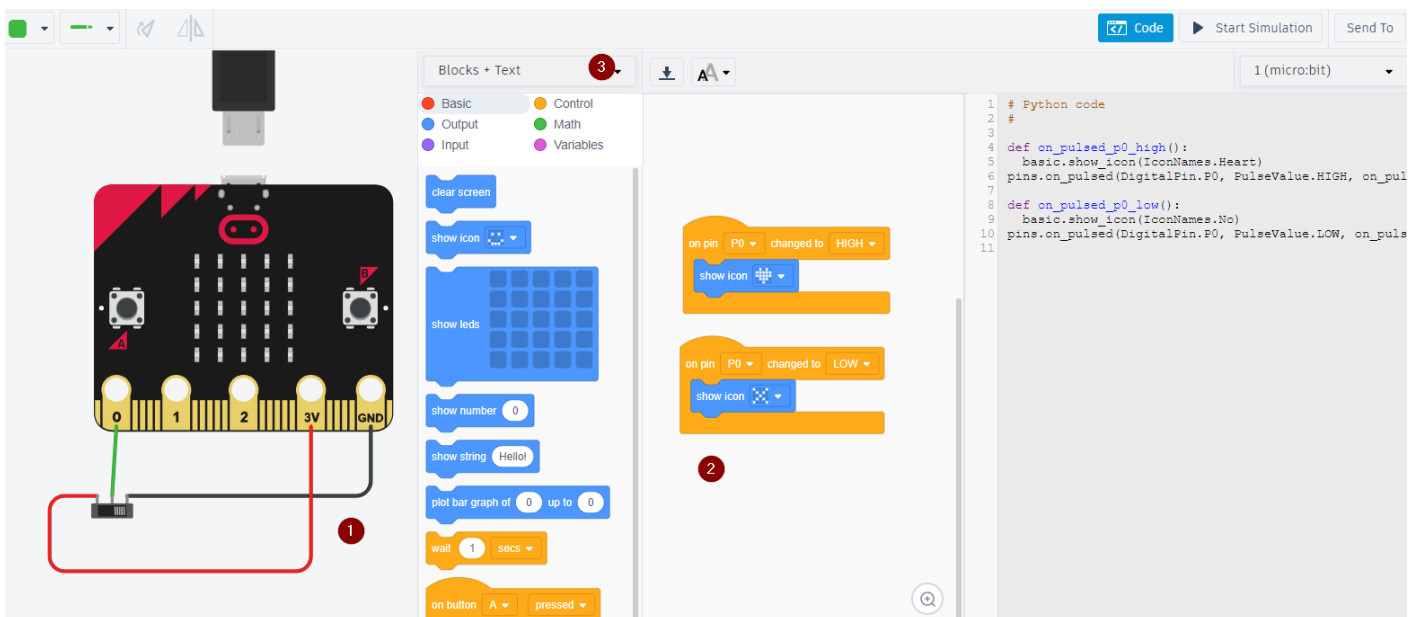 Code
Start Simulation
Send To
Blocks + Text
3
A A
1 (micro:bit)
Basic
Control
Output
Math
Input
Variables
clear screen
show icon
show leds
show number 0
show string Hello!
plot bar graph of 0 up to 0
wait 1 secs
on button A pressed
on pin P0 changed to HIGH
show icon
on pin P0 changed to LOW
show icon
2
1 # Python code
2 #
3
4 def on_pulsed_p0_high():
5 basic.show_icon(IconNames.Heart)
6 pins.on_pulsed(DigitalPin.P0, PulseValue.HIGH, on_pul
7
8 def on_pulsed_p0_low():
9 basic.show_icon(IconNames.No)
10 pins.on_pulsed(DigitalPin.P0, PulseValue.LOW, on_puls
11
B
A
0 1 2 3V GND
1